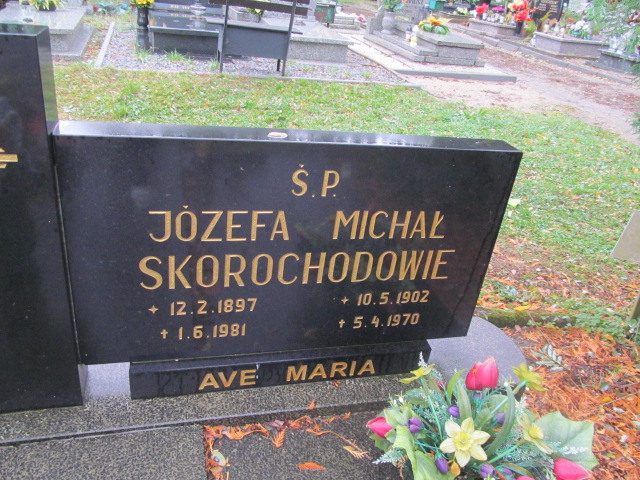 Ś.P.
JÓZEFA MICHAŁ
SKOROCHODOWIE
* 12.2.1897 * 10.5.1902
† 1.6.1981 † 5.4.1970
AVE MARIA